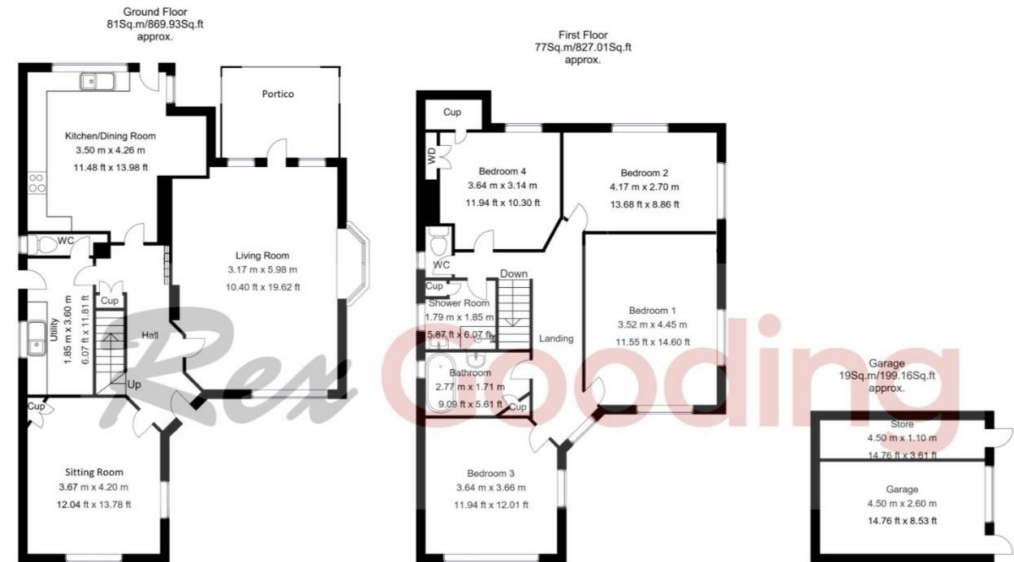 Ground Floor
81Sq.m/869.93Sq.ft
approx.
Portico
Kitchen/Dining Room
3.50 m x 4.26 m
11.48 ft x 13.98 ft
WC
Living Room
3.17 m x 5.98 m
10.40 ft x 19.62 ft
Cup
Utility
1.85 m x 3.60 m
6.07 ft x 11.81 ft
Hall
Up
Cup
Sitting Room
3.67 m x 4.20 m
12.04 ft x 13.78 ft
First Floor
77Sq.m/827.01Sq.ft
approx.
Cup
WD
Bedroom 4
3.64 m x 3.14 m
11.94 ft x 10.30 ft
Bedroom 2
4.17 m x 2.70 m
13.68 ft x 8.86 ft
WC
Down
Cup
Shower Room
1.79 m x 1.85 m
5.87 ft x 6.07 ft
Bedroom 1
3.52 m x 4.45 m
11.55 ft x 14.60 ft
Landing
Bathroom
2.77 m x 1.71 m
9.09 ft x 5.61 ft
Cup
Bedroom 3
3.64 m x 3.66 m
11.94 ft x 12.01 ft
Garage
19Sq.m/199.16Sq.ft
approx.
Store
4.50 m x 1.10 m
14.76 ft x 3.61 ft
Garage
4.50 m x 2.60 m
14.76 ft x 8.53 ft
Rex Gooding